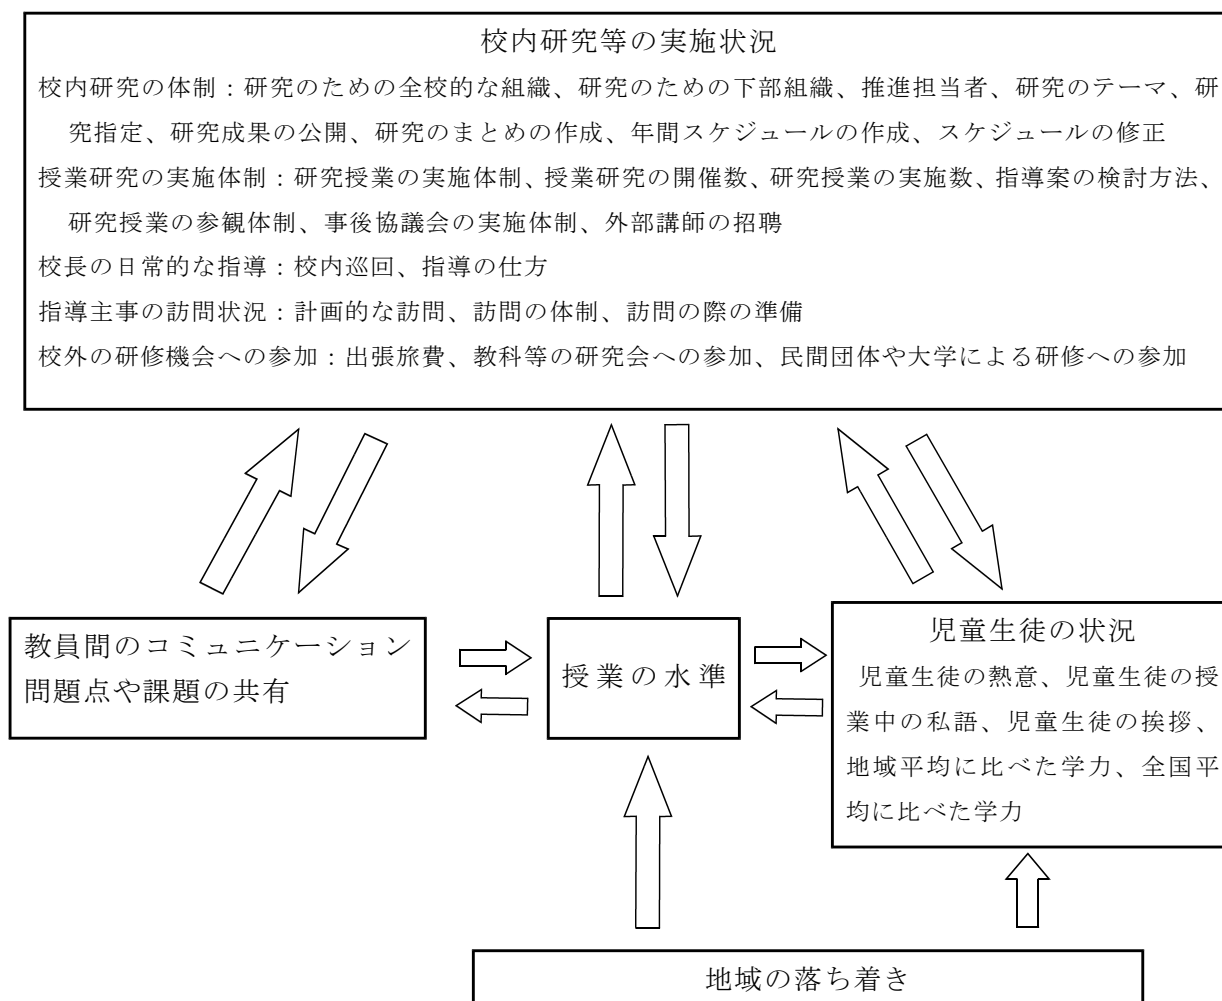 校内研究等の実施状況
校内研究の体制：研究のための全校的な組織、研究のための下部組織、推進担当者、研究のテーマ、研
究指定、研究成果の公開、研究のまとめの作成、年間スケジュールの作成、スケジュールの修正
授業研究の実施体制：研究授業の実施体制、授業研究の開催数、研究授業の実施数、指導案の検討方法、
研究授業の参観体制、事後協議会の実施体制、外部講師の招聘
校長の日常的な指導：校内巡回、指導の仕方
指導主事の訪問状況：計画的な訪問、訪問の体制、訪問の際の準備
校外の研修機会への参加：出張旅費、教科等の研究会への参加、民間団体や大学による研修への参加
教員間のコミュニケーション
問題点や課題の共有
授業の水準
児童生徒の状況
児童生徒の熱意、児童生徒の授
業中の私語、児童生徒の挨拶、
地域平均に比べた学力、全国平
均に比べた学力
地域の落ち着き